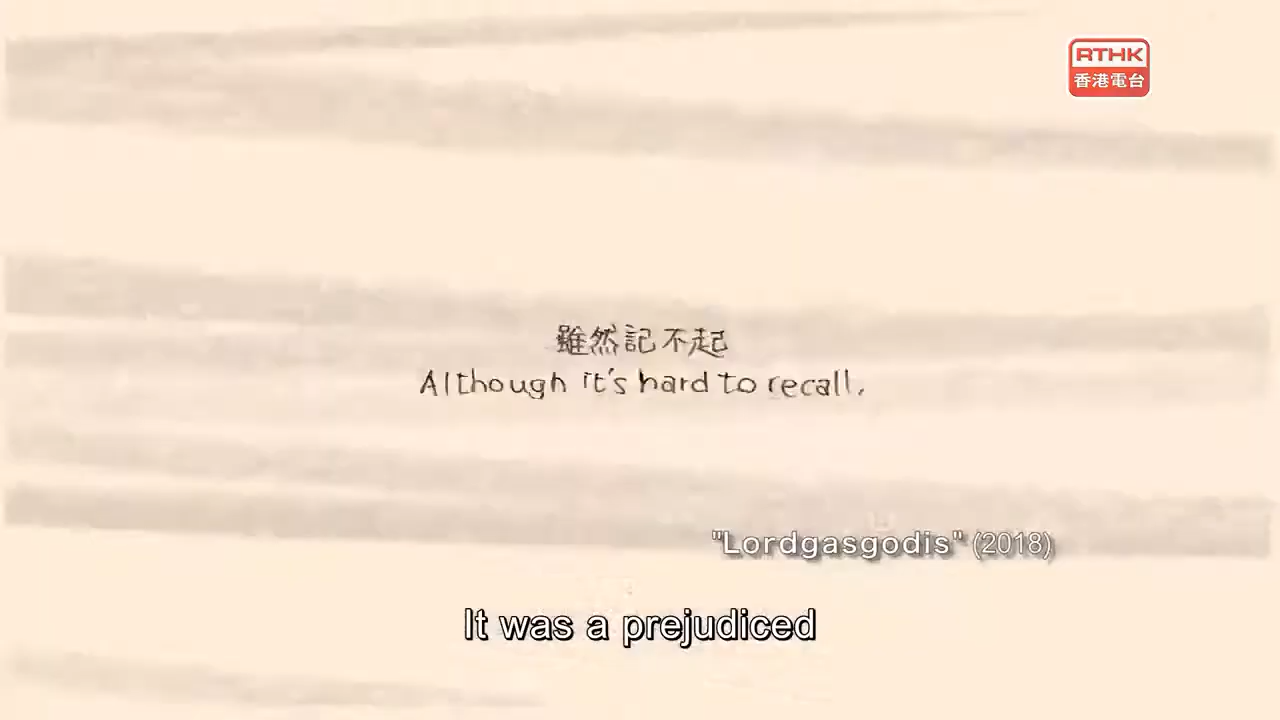 RTHK
香港電台
雖然記不起
Although it's hard to recall,
"Lordgasgodis" (2018)
It was a prejudiced